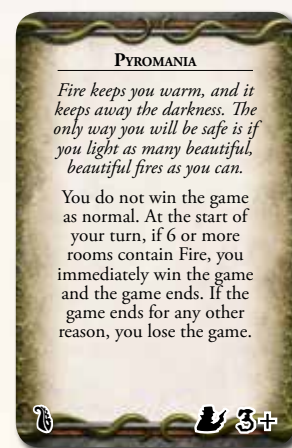 PYROMANIA
Fire keeps you warm, and it
keeps away the darkness. The
only way you will be safe is if
you light as many beautiful,
beautiful fires as you can.
You do not win the game
as normal. At the start of
your turn, if 6 or more
rooms contain Fire, you
immediately win the game
and the game ends. If the
game ends for any other
reason, you lose the game.
3+